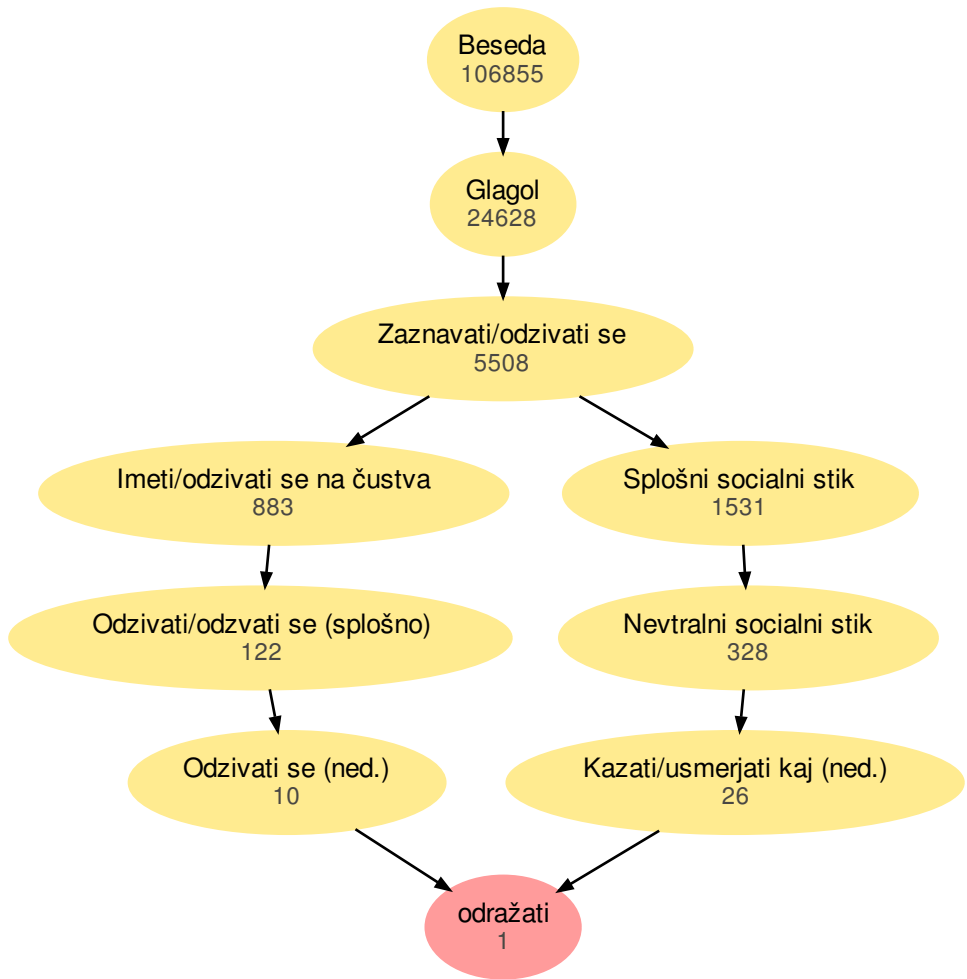 Beseda
106855
Glagol
24628
Zaznavati/odzivati se
5508
Imeti/odzivati se na čustva
883
Splošni socialni stik
1531
Odzivati/odzvati se (splošno)
122
Nevtralni socialni stik
328
Odzivati se (ned.)
10
Kazati/usmerjati kaj (ned.)
26
odražati
1